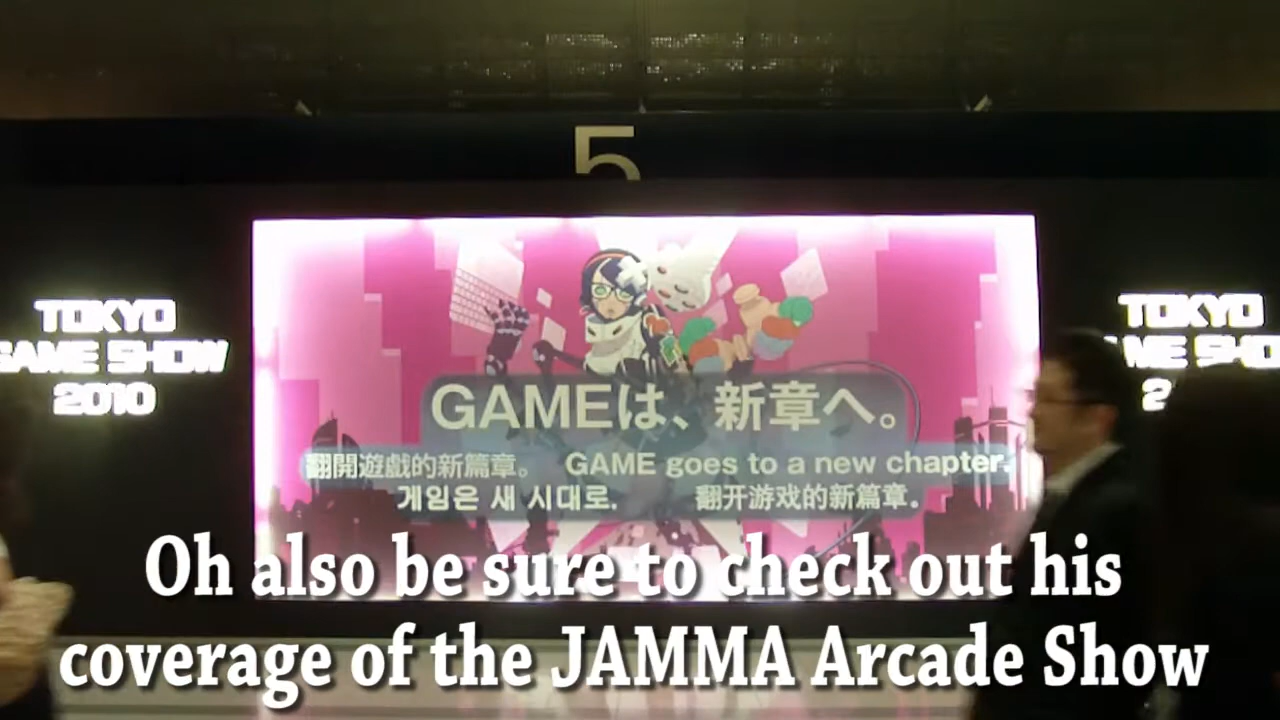 5
TOKYO
GAME SHOW
2010
TOKYO
GAMEは、新章へ。
翻開遊戲的新篇章。 GAME goes to a new chapter.
게임은 새 시대로. 翻开游戏的新篇章。
Oh also be sure to check out his
coverage of the JAMMA Arcade Show